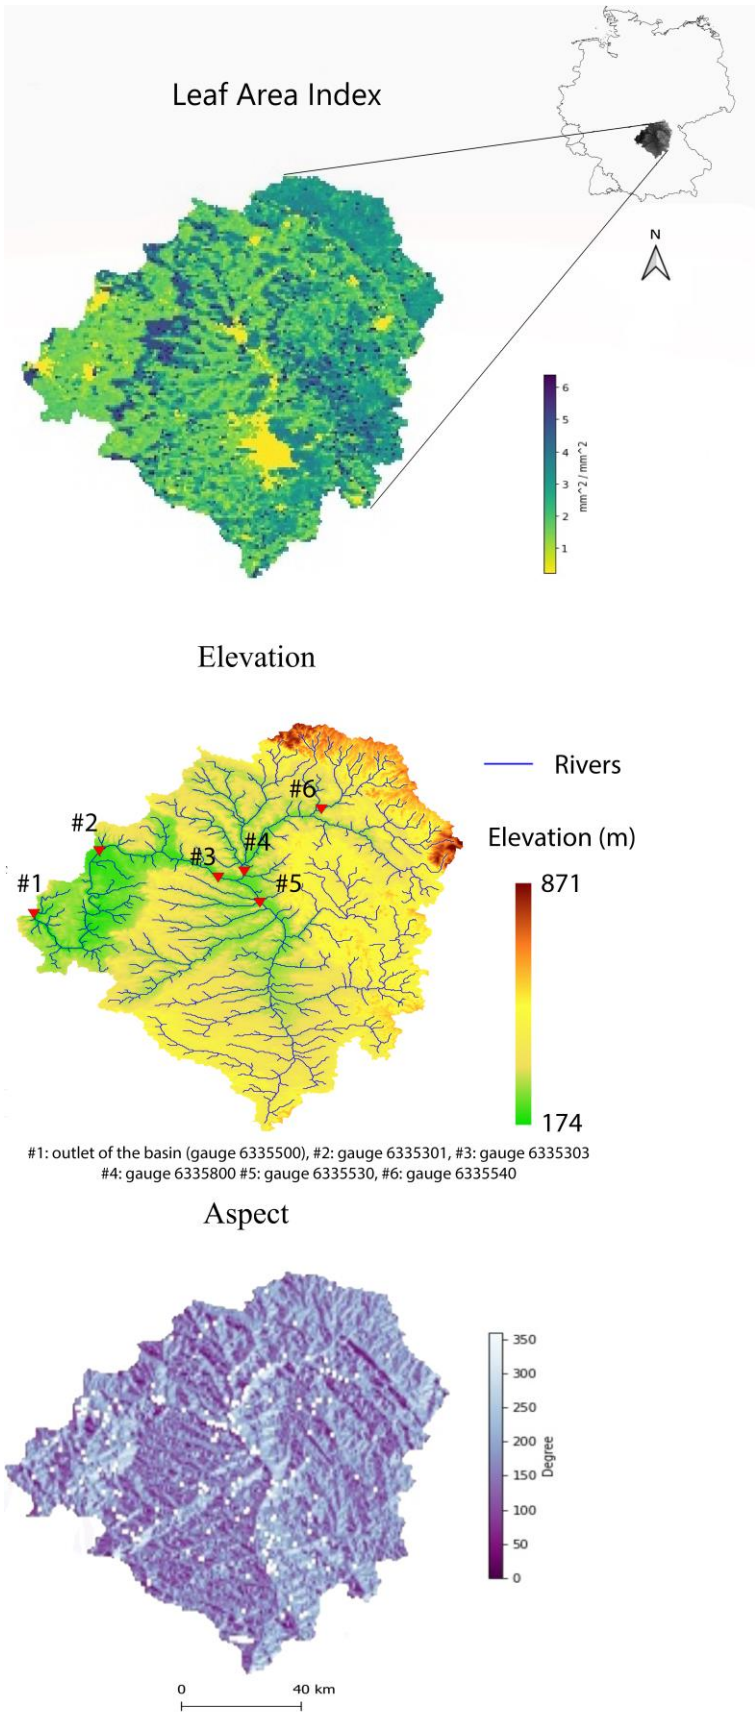 Leaf Area Index
N
6
5
4
3
2
1
mm^2 / mm^2
Elevation
Rivers
#6
#2
#4
#3
#5
#1
Elevation (m)
871
174
#1: outlet of the basin (gauge 6335500), #2: gauge 6335301, #3: gauge 6335303
#4: gauge 6335800 #5: gauge 6335530, #6: gauge 6335540
Aspect
350
300
250
200
150
100
50
0
Degree
0 40 km